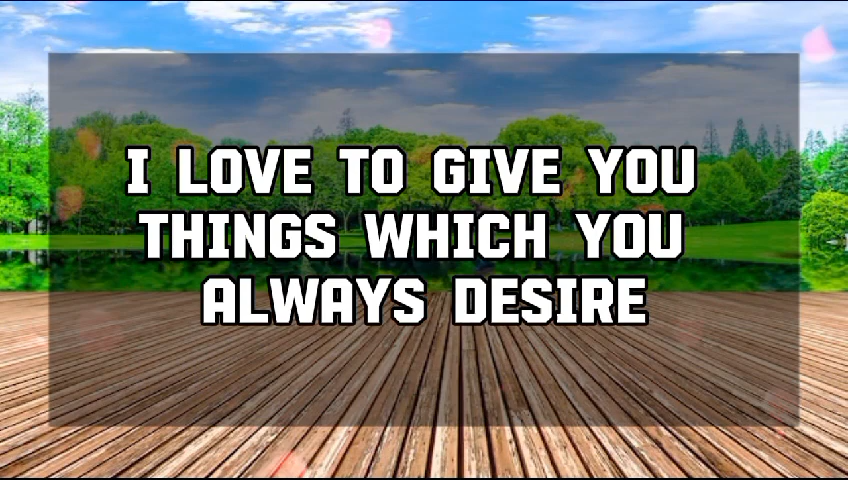 I LOVE TO GIVE YOU
THINGS WHICH YOU
ALWAYS DESIRE